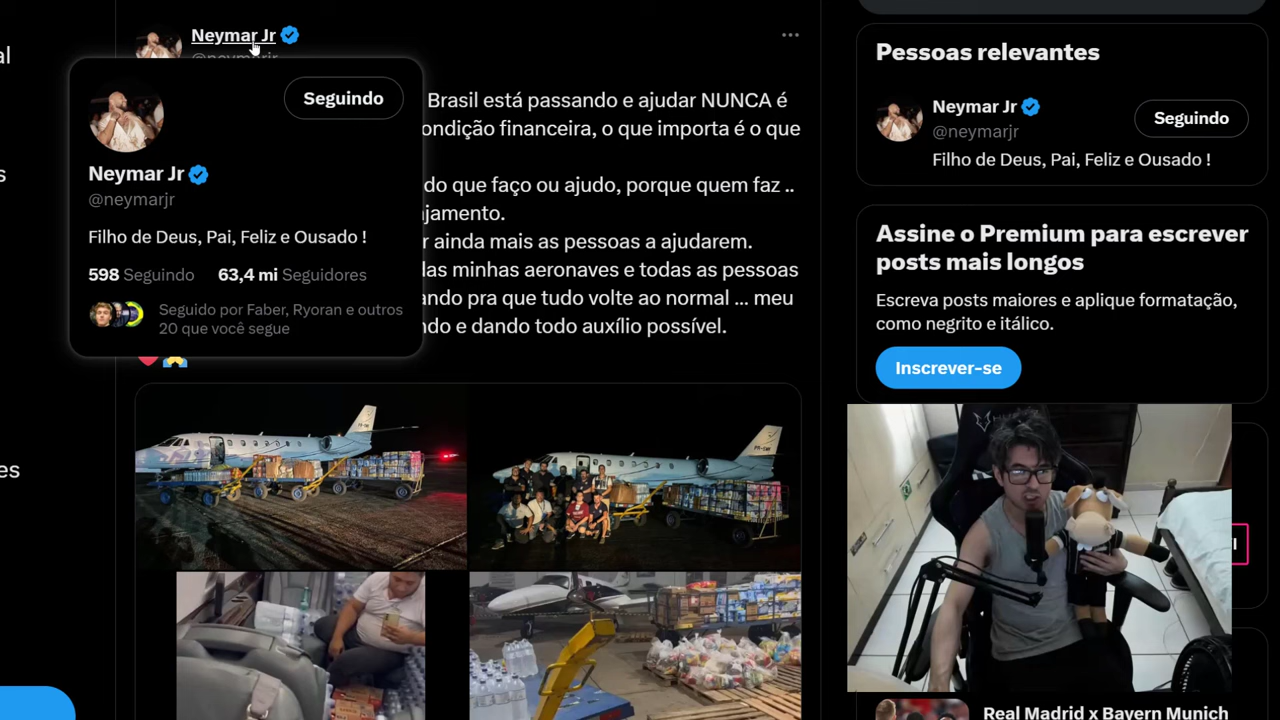 al
s
es
Neymar Jr
Seguindo
Neymar Jr
@neymarjr
Filho de Deus, Pai, Feliz e Ousado !
598 Seguindo 63,4 mi Seguidores
Seguido por Faber, Ryoran e outros
20 que você segue
Brasil está passando e ajudar NUNCA é
ondição financeira, o que importa é o que
do que faço ou ajudo, porque quem faz ..
jamento.
r ainda mais as pessoas a ajudarem.
las minhas aeronaves e todas as pessoas
ando pra que tudo volte ao normal ... meu
ndo e dando todo auxílio possível.
Pessoas relevantes
Neymar Jr
@neymarjr
Seguindo
Filho de Deus, Pai, Feliz e Ousado !
Assine o Premium para escrever
posts mais longos
Escreva posts maiores e aplique formatação,
como negrito e itálico.
Inscrever-se
Real Madrid x Bayern Munich